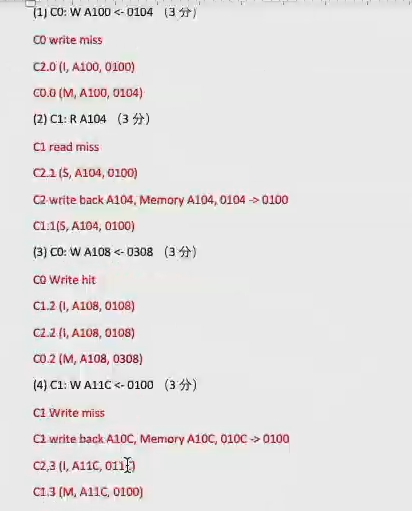 (1) C0: W A100 <- 0104 （3 分）
C0 write miss
C2.0 (I, A100, 0100)
C0.0 (M, A100, 0104)
(2) C1: R A104 （3 分）
C1 read miss
C2.1 (S, A104, 0100)
C2 write back A104, Memory A104, 0104 -> 0100
C1.1(S, A104, 0100)
(3) C0: W A108 <- 0308 （3 分）
C0 Write hit
C1.2 (I, A108, 0108)
C2.2 (I, A108, 0108)
C0.2 (M, A108, 0308)
(4) C1: W A11C <- 0100 （3 分）
C1 Write miss
C1 write back A10C, Memory A10C, 010C -> 0100
C2,3 (I, A11C, 011C)
C1.3 (M, A11C, 0100)